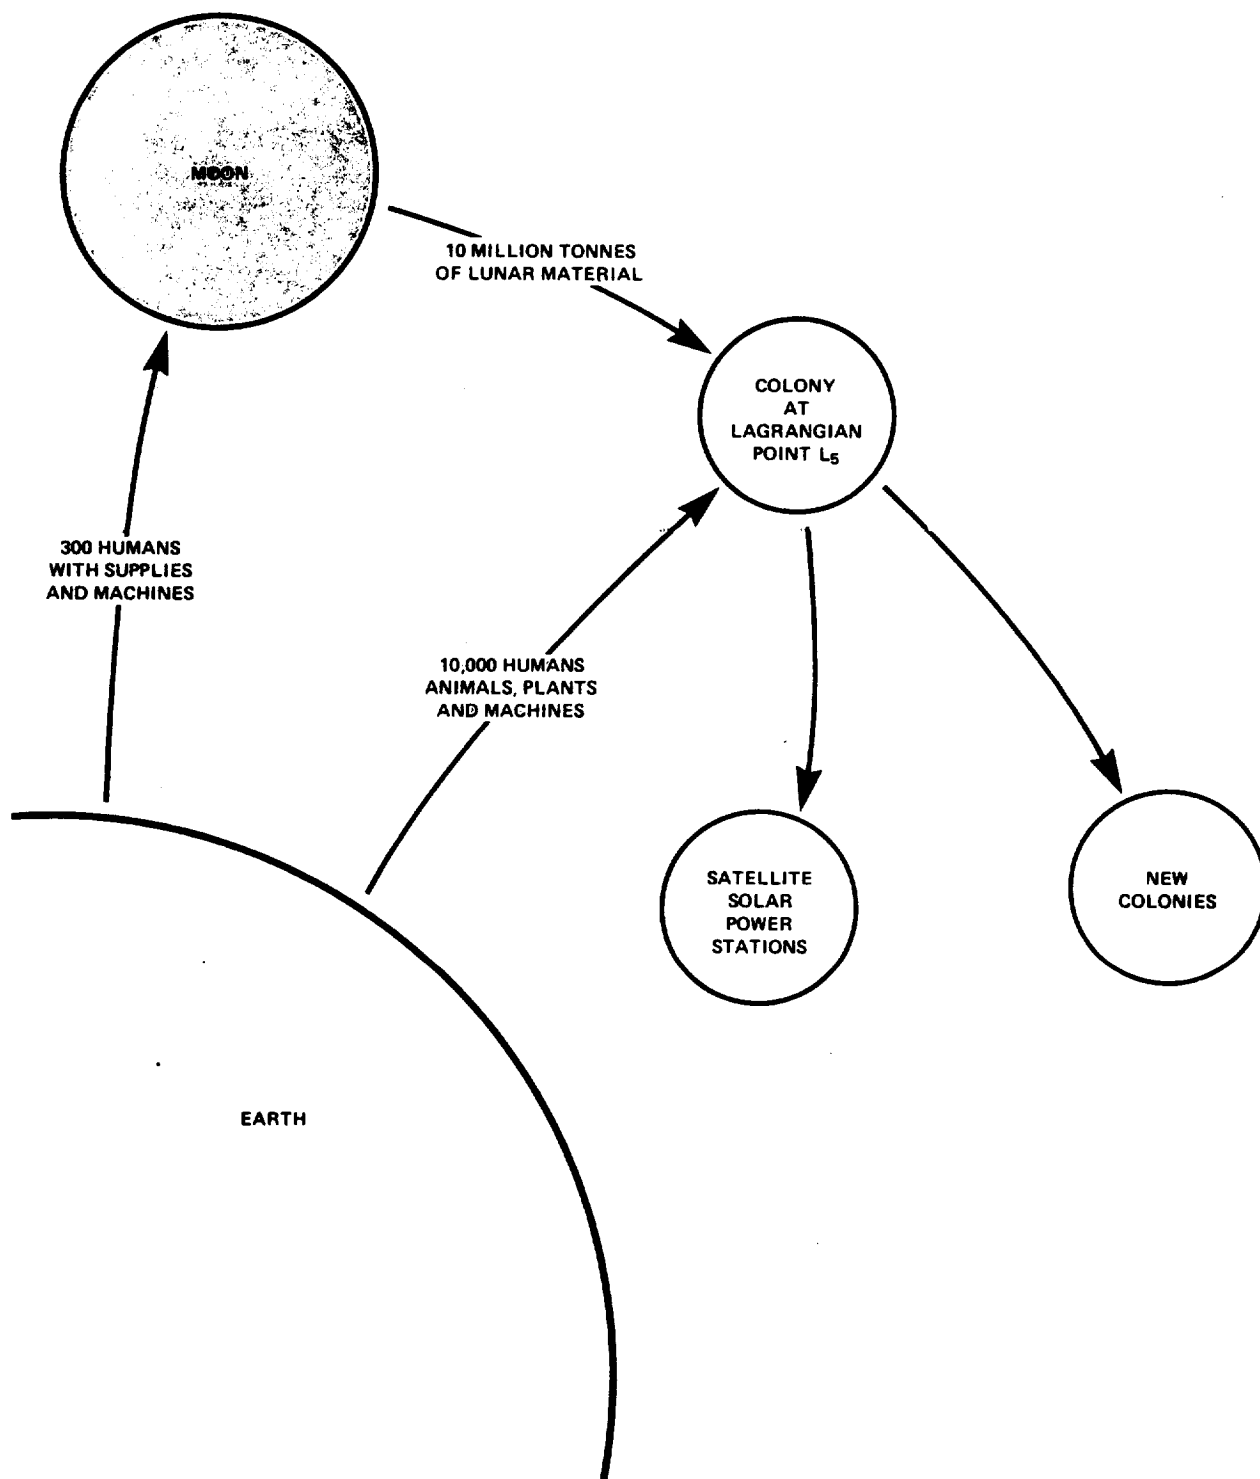 MOON
10 MILLION TONNES
OF LUNAR MATERIAL
COLONY
AT
LAGRANGIAN
POINT L₅
300 HUMANS
WITH SUPPLIES
AND MACHINES
10,000 HUMANS
ANIMALS, PLANTS
AND MACHINES
SATELLITE
SOLAR
POWER
STATIONS
NEW
COLONIES
EARTH